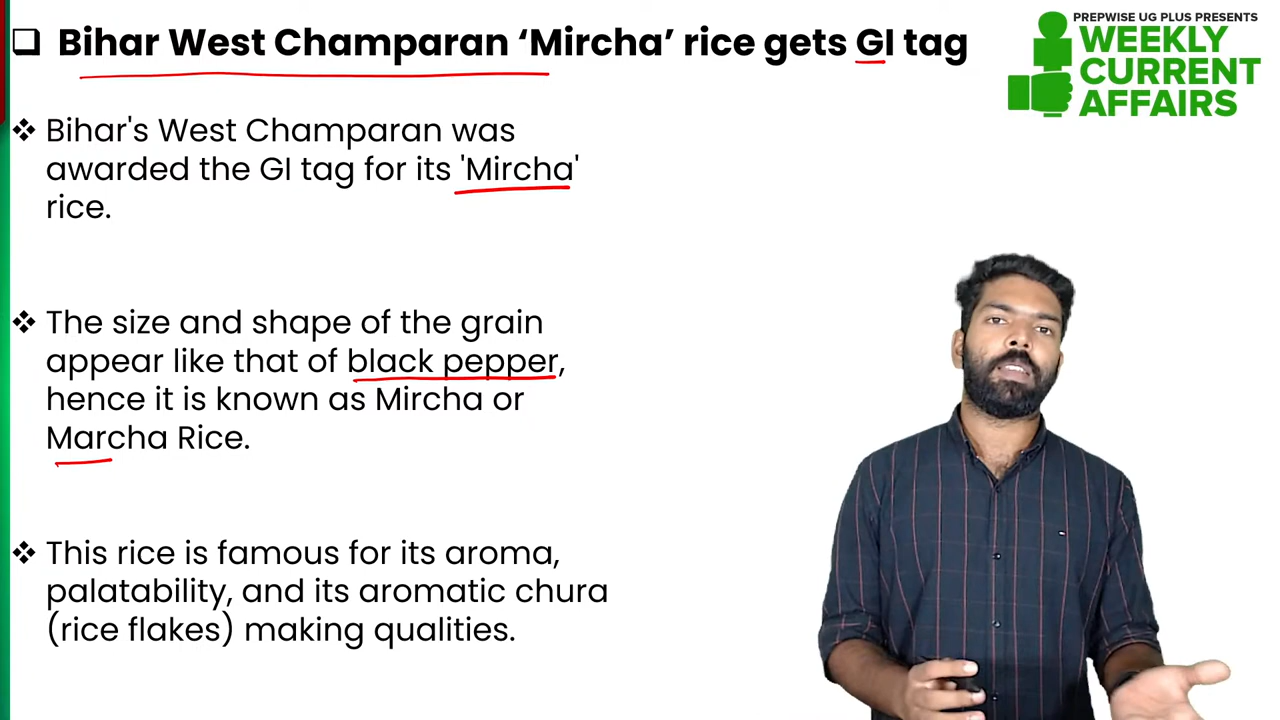 Bihar West Champaran ‘Mircha’ rice gets GI tag
PREPWISE UG PLUS PRESENTS
WEEKLY
CURRENT
AFFAIRS
Bihar's West Champaran was
awarded the GI tag for its 'Mircha'
rice.
The size and shape of the grain
appear like that of black pepper,
hence it is known as Mircha or
Marcha Rice.
This rice is famous for its aroma,
palatability, and its aromatic chura
(rice flakes) making qualities.